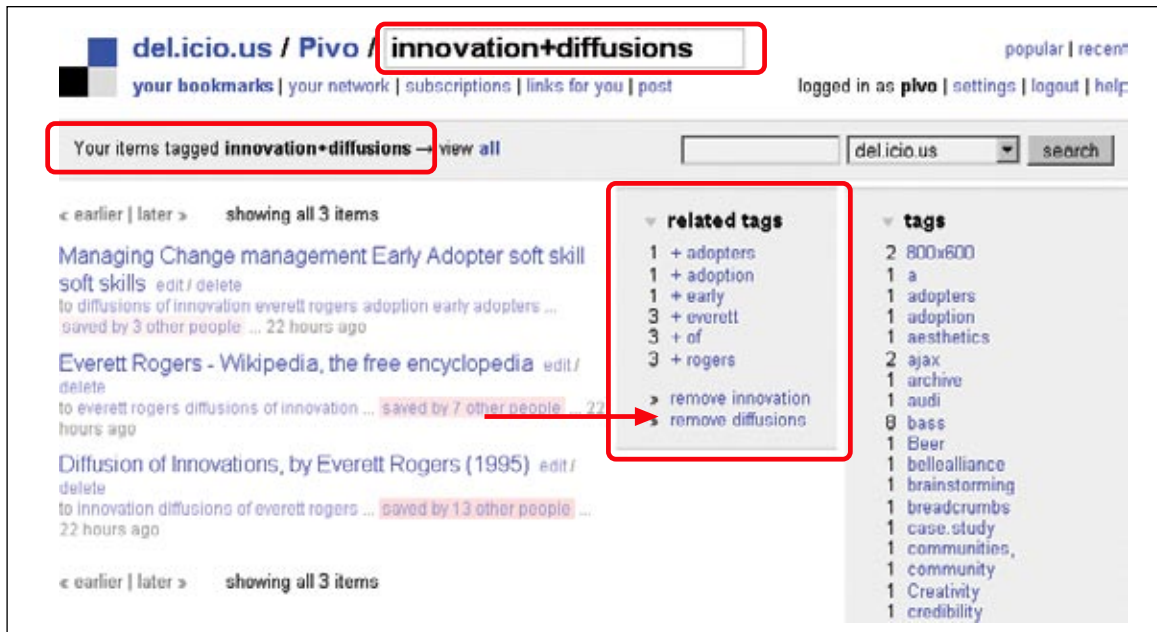 del.icio.us / Pivo / innovation+diffusions
popular | recent
your bookmarks | your network | subscriptions | links for you | post
logged in as pivo | settings | logout | help
Your items tagged innovation+diffusions → view all
del.icio.us search
« earlier | later » showing all 3 items
Managing Change management Early Adopter soft skill
soft skills edit / delete
to diffusions of innovation everett rogers adoption early adopters ...
saved by 3 other people ... 22 hours ago
Everett Rogers - Wikipedia, the free encyclopedia edit /
delete
to everett rogers diffusions of innovation ... saved by 7 other people ... 22
hours ago
Diffusion of Innovations, by Everett Rogers (1995) edit /
delete
to innovation diffusions of everett rogers ... saved by 13 other people ...
22 hours ago
« earlier | later » showing all 3 items
related tags
1 + adopters
1 + adoption
1 + early
3 + everett
3 + of
3 + rogers
» remove innovation
» remove diffusions
tags
2 800x600
1 a
1 adopters
1 adoption
1 aesthetics
2 ajax
1 archive
1 audi
8 bass
1 Beer
1 bellealliance
1 brainstorming
1 breadcrumbs
1 case.study
1 communities,
1 community
1 Creativity
1 credibility